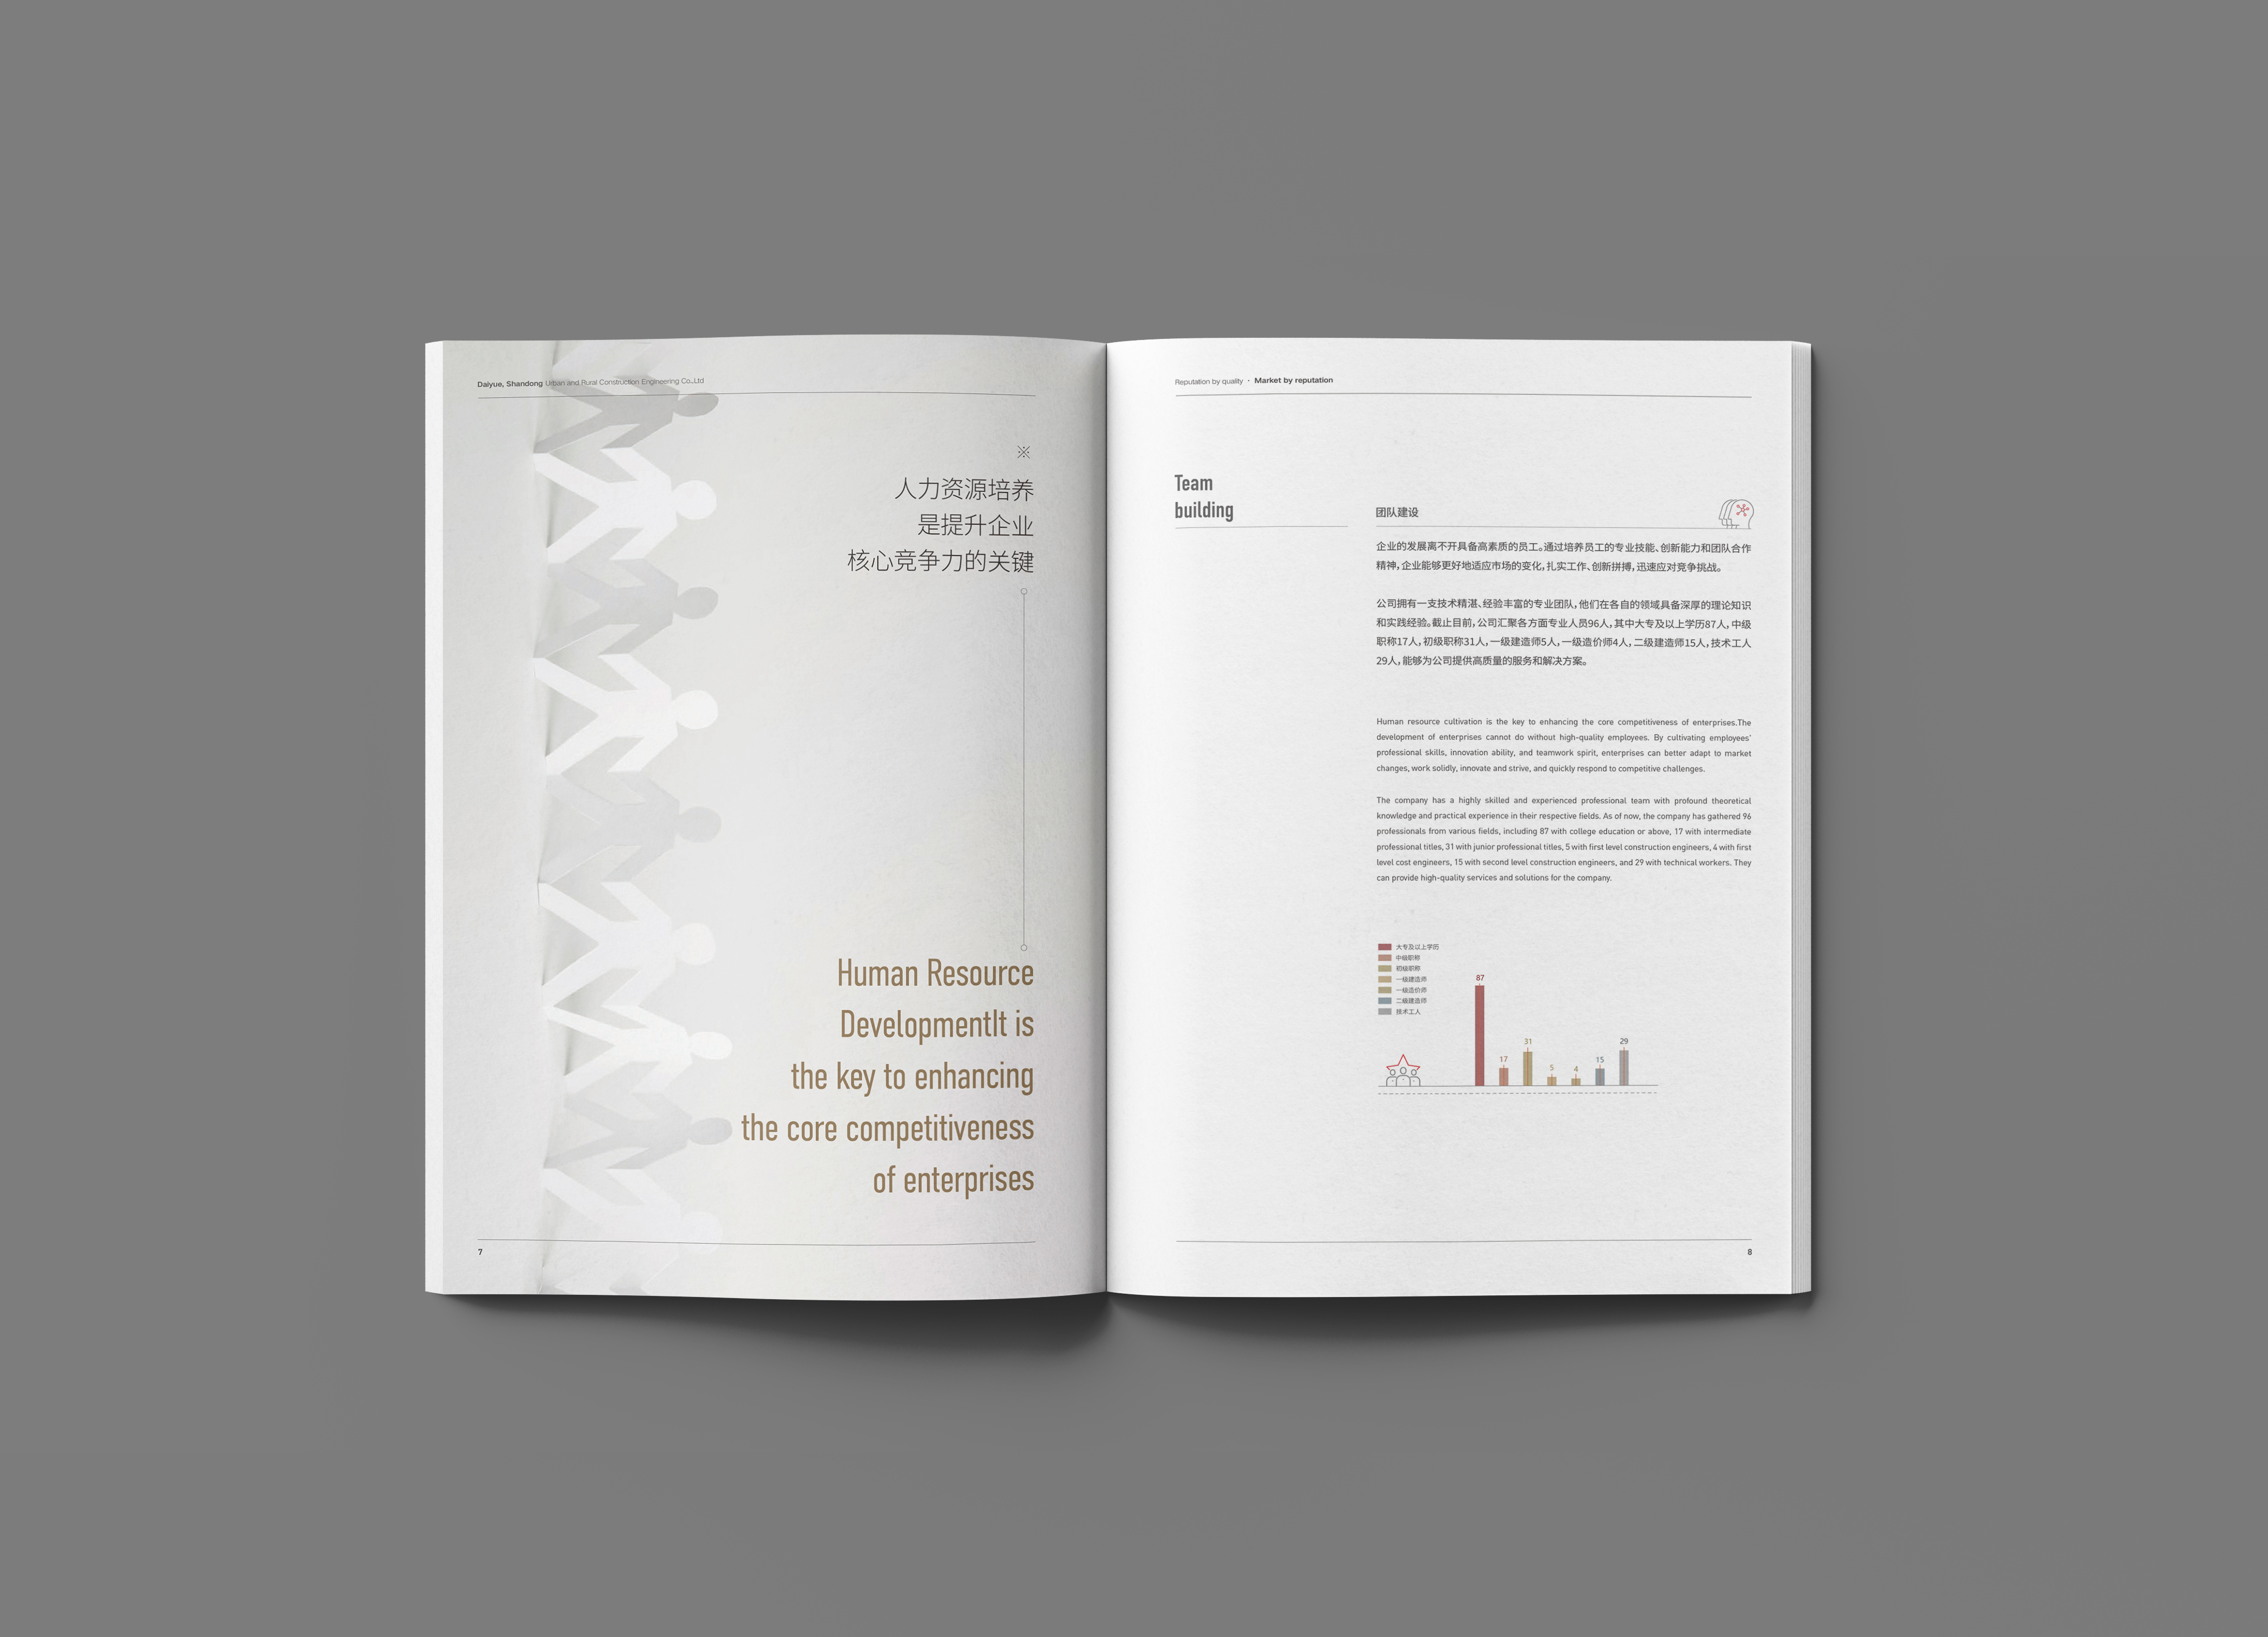 Daiyue, Shandong Urban and Rural Construction Engineering Co.,Ltd
※
人力资源培养
是提升企业
核心竞争力的关键
Human Resource
DevelopmentIt is
the key to enhancing
the core competitiveness
of enterprises
7
Reputation by quality · Market by reputation
Team
building
团队建设
企业的发展离不开具备高素质的员工。通过培养员工的专业技能、创新能力和团队合作
精神，企业能够更好地适应市场的变化，扎实工作、创新拼搏，迅速应对竞争挑战。
公司拥有一支技术精湛、经验丰富的专业团队，他们在各自的领域具备深厚的理论知识
和实践经验。截止目前，公司汇聚各方面专业人员96人，其中大专及以上学历87人，中级
职称17人，初级职称31人，一级建造师5人，一级造价师4人，二级建造师15人，技术工人
29人，能够为公司提供高质量的服务和解决方案。
Human resource cultivation is the key to enhancing the core competitiveness of enterprises.The
development of enterprises cannot do without high-quality employees. By cultivating employees'
professional skills, innovation ability, and teamwork spirit, enterprises can better adapt to market
changes, work solidly, innovate and strive, and quickly respond to competitive challenges.
The company has a highly skilled and experienced professional team with profound theoretical
knowledge and practical experience in their respective fields. As of now, the company has gathered 96
professionals from various fields, including 87 with college education or above, 17 with intermediate
professional titles, 31 with junior professional titles, 5 with first level construction engineers, 4 with first
level cost engineers, 15 with second level construction engineers, and 29 with technical workers. They
can provide high-quality services and solutions for the company.
大专及以上学历
中级职称
初级职称
一级建造师
一级造价师
二级建造师
技术工人
87
17
31
5
4
15
29
8